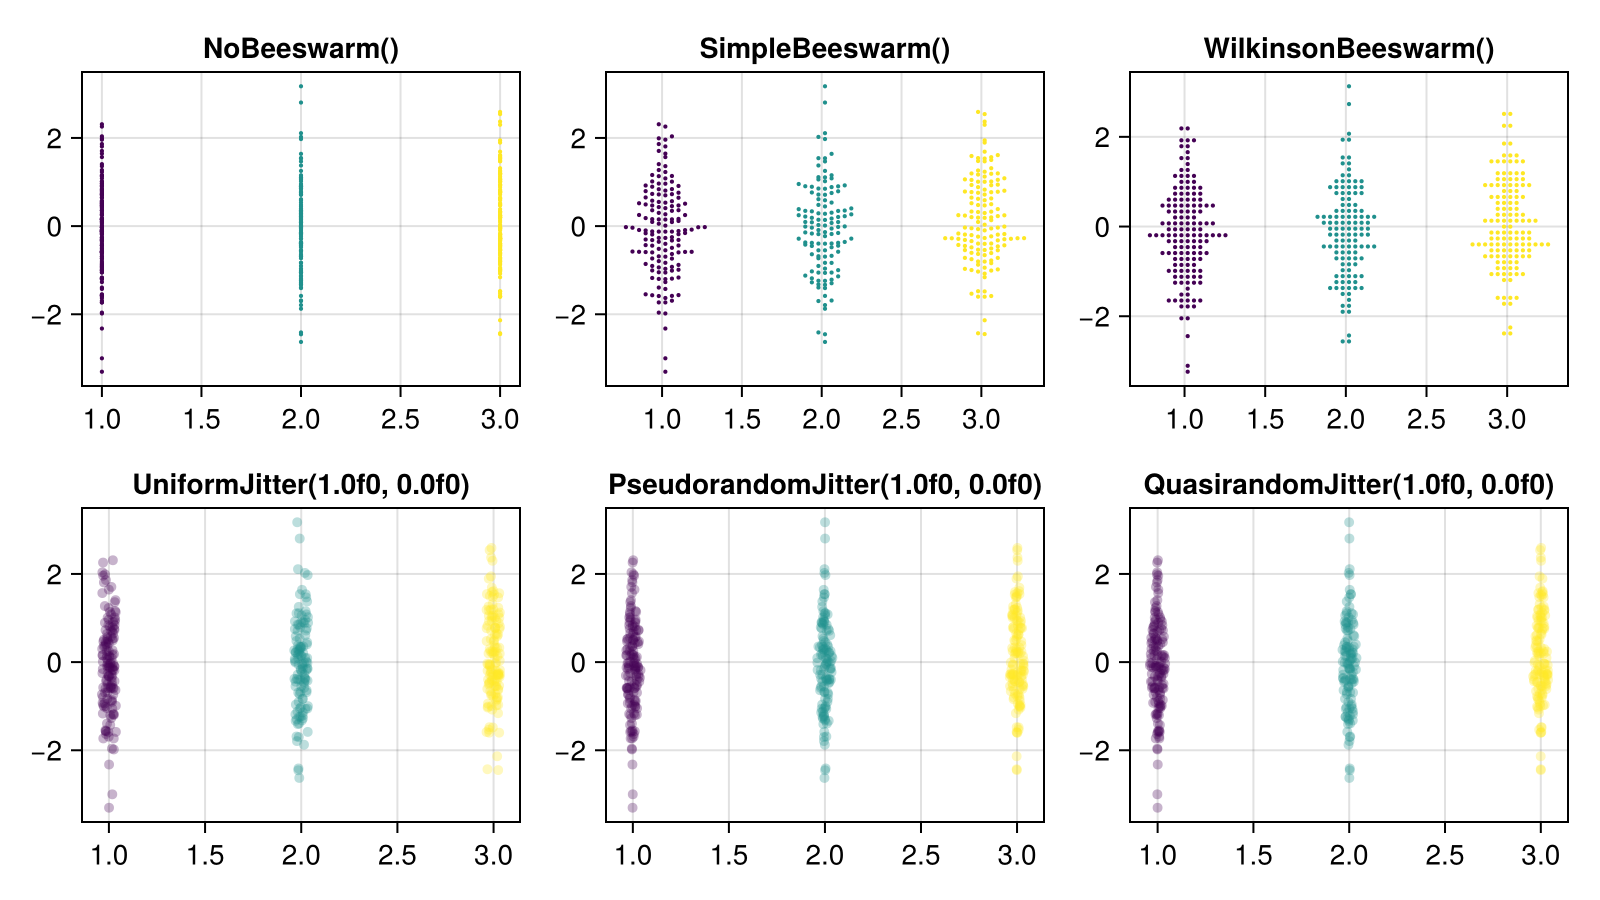 NoBeeswarm()
2
0
−2
1.0 1.5 2.0 2.5 3.0
SimpleBeeswarm()
2
0
−2
1.0 1.5 2.0 2.5 3.0
WilkinsonBeeswarm()
2
0
−2
1.0 1.5 2.0 2.5 3.0
UniformJitter(1.0f0, 0.0f0)
2
0
−2
1.0 1.5 2.0 2.5 3.0
PseudorandomJitter(1.0f0, 0.0f0)
2
0
−2
1.0 1.5 2.0 2.5 3.0
QuasirandomJitter(1.0f0, 0.0f0)
2
0
−2
1.0 1.5 2.0 2.5 3.0